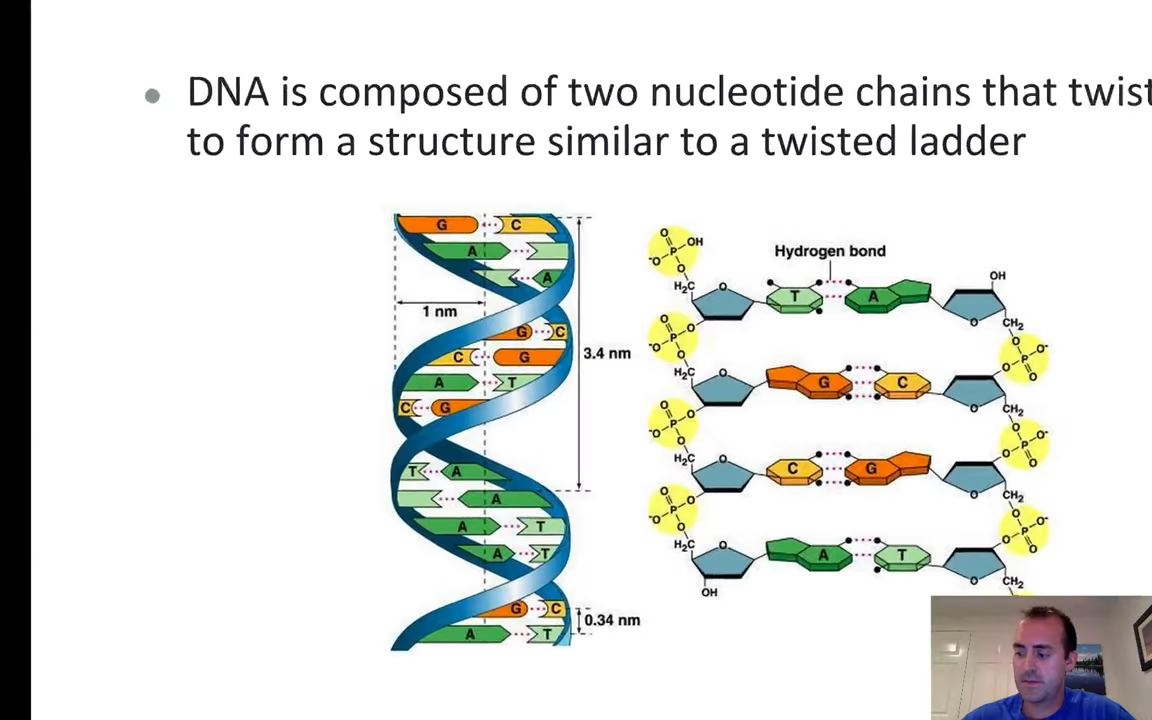 DNA is composed of two nucleotide chains that twist
to form a structure similar to a twisted ladder
G C
A
A
1 nm
G C
C G
3.4 nm
A T
C G
T A
A
A T
A T
G C
0.34 nm
A T
Hydrogen bond
O
OH
-O P
O
H2C O
T A
OH
O
CH2
O
-O P O
O
O P O-
O
H2C O
G C
O
CH2
O
-O P O
O
O P O-
O
H2C O
C G
O
CH2
O
-O P O
O
O P O-
O
H2C O
A T
O
CH2
OH